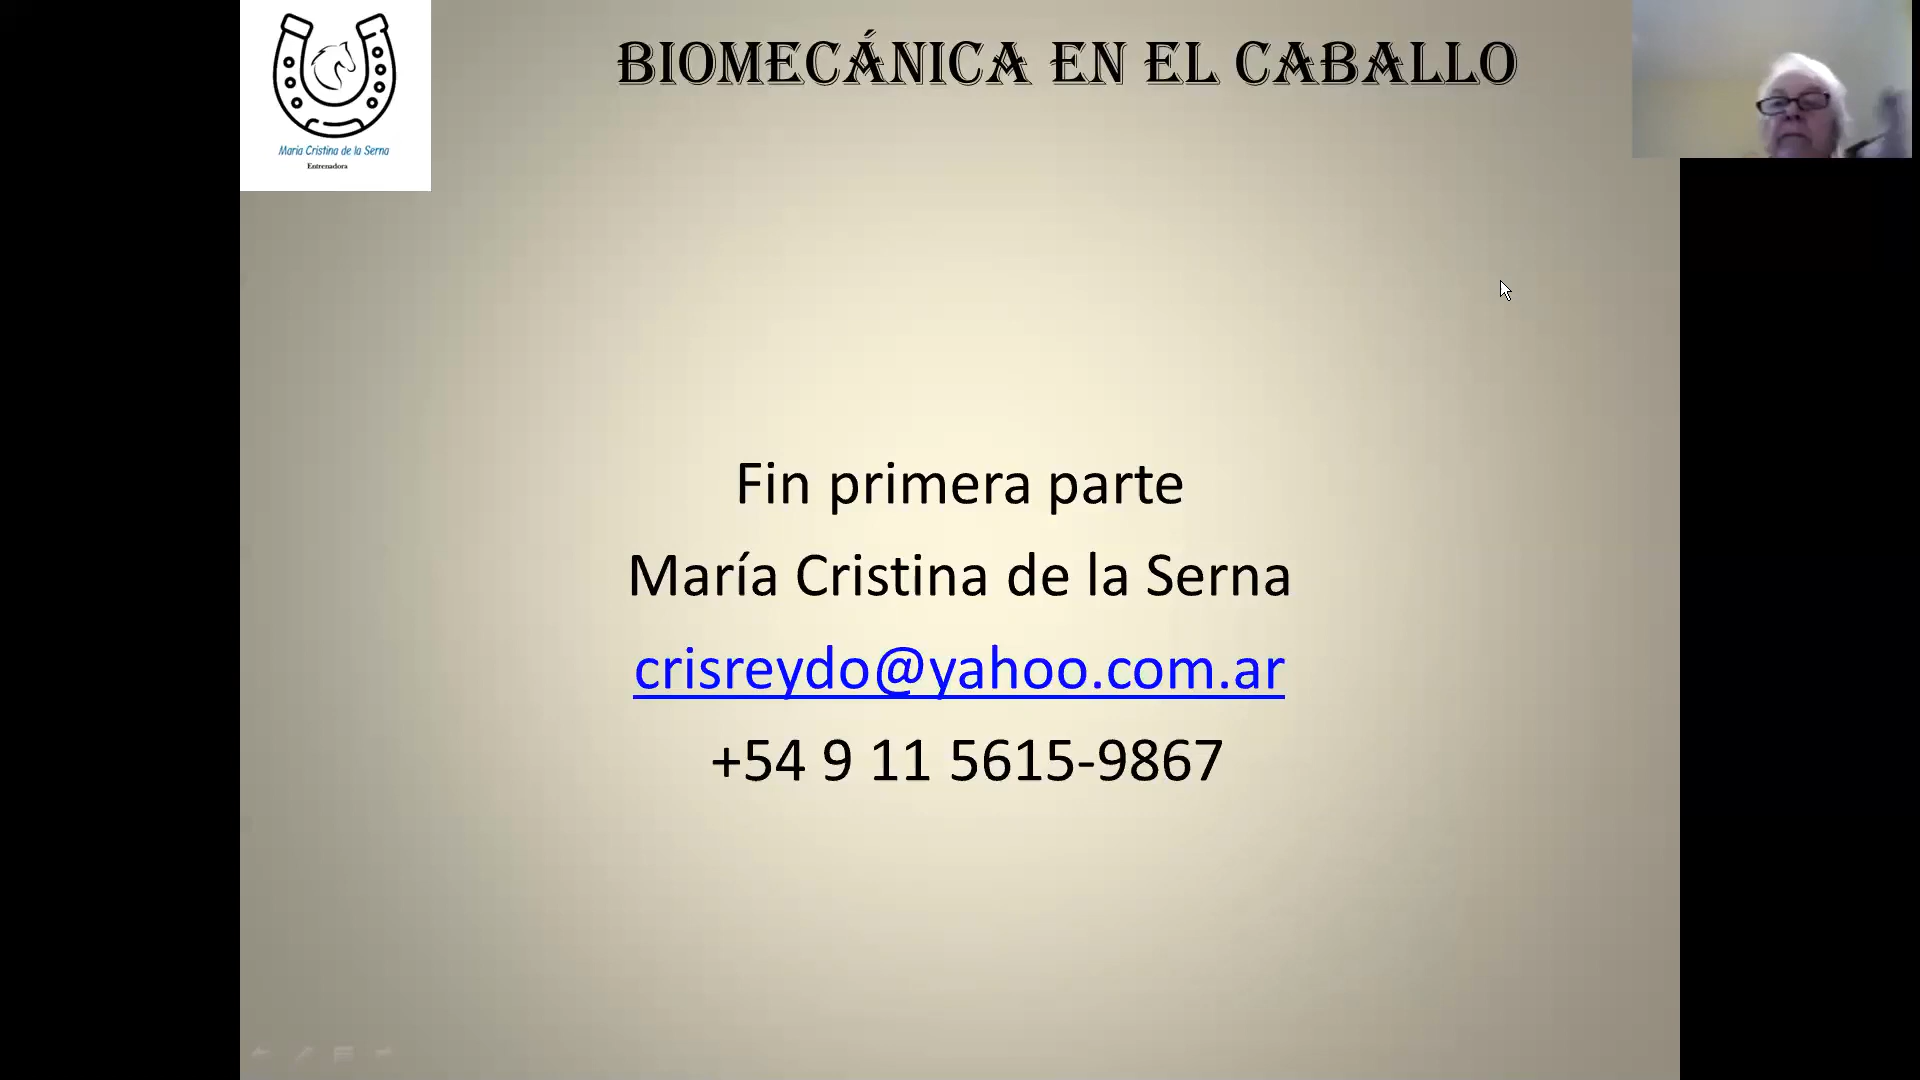 BIOMECÁNICA EN EL CABALLO
María Cristina de la Serna
Entrenadora
Fin primera parte
María Cristina de la Serna
crisreydo@yahoo.com.ar
+54 9 11 5615-9867